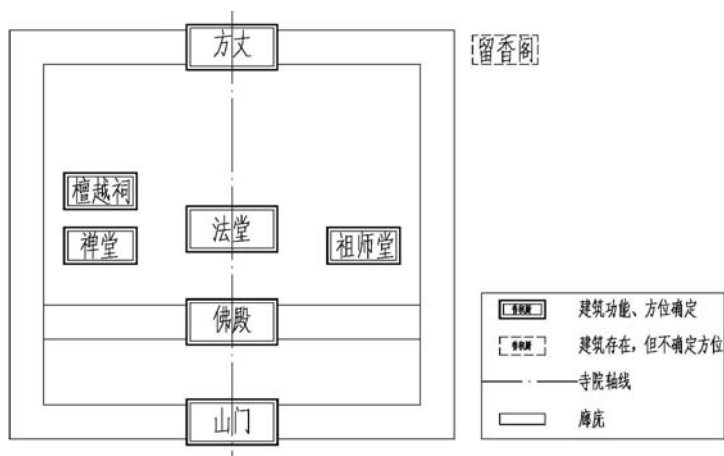 方丈
留香阁
檀越祠
禅堂
法堂
祖师堂
佛殿
山门
建筑功能、方位确定
建筑存在，但不确定方位
寺院轴线
廊庑